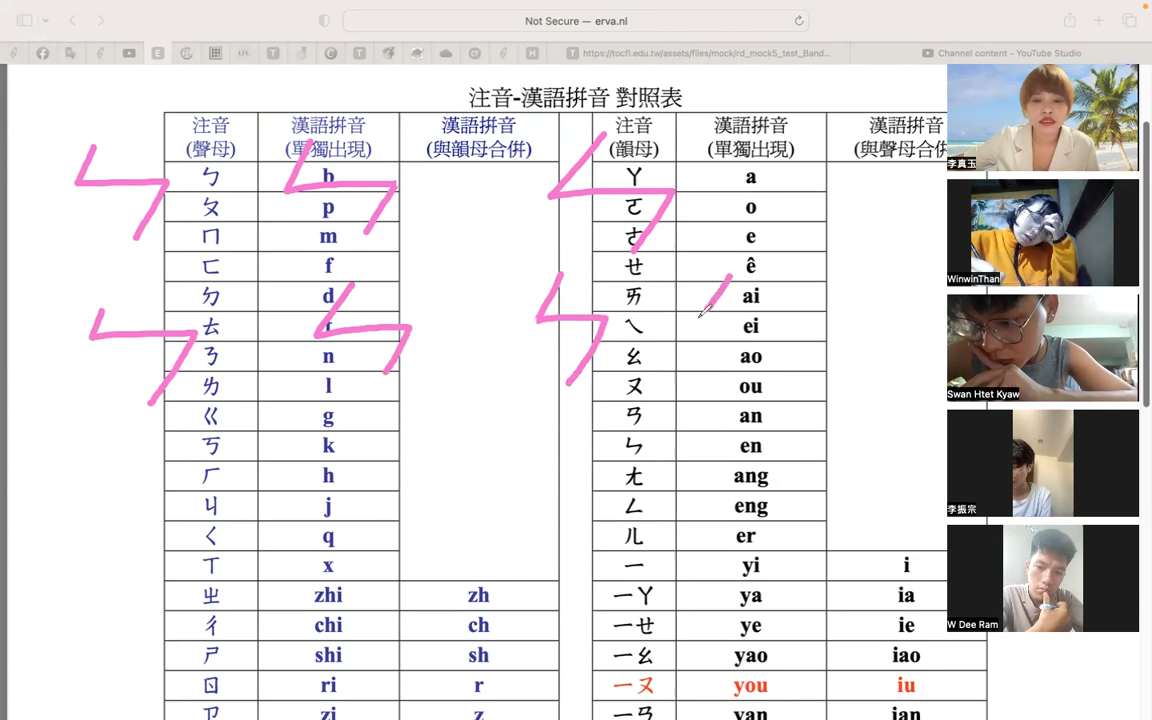 Not Secure — erva.nl
https://tocfl.edu.tw/assets/files/mock/rd_mock5_test_Band...
Channel content - YouTube Studio
注音-漢語拼音 對照表
注音 漢語拼音 漢語拼音 注音 漢語拼音 漢語拼音
(聲母) (單獨出現) (與韻母合併) (韻母) (單獨出現) (與聲母合併
ㄅ b ㄚ a
ㄆ p ㄛ o
ㄇ m ㄜ e
ㄈ f ㄝ ê
ㄉ d ㄞ ai
ㄊ t ㄟ ei
ㄋ n ㄠ ao
ㄌ l ㄡ ou
ㄍ g ㄢ an
ㄎ k ㄣ en
ㄏ h ㄤ ang
ㄐ j ㄥ eng
ㄑ q ㄦ er
ㄒ x ㄧ yi i
ㄓ zhi zh ㄧㄚ ya ia
ㄔ chi ch ㄧㄝ ye ie
ㄕ shi sh ㄧㄠ yao iao
ㄖ ri r ㄧㄡ you iu
ㄗ zi z ㄧㄢ yan ian
李真玉
WinwinThan
Swan Htet Kyaw
李振宗
W Dee Ram